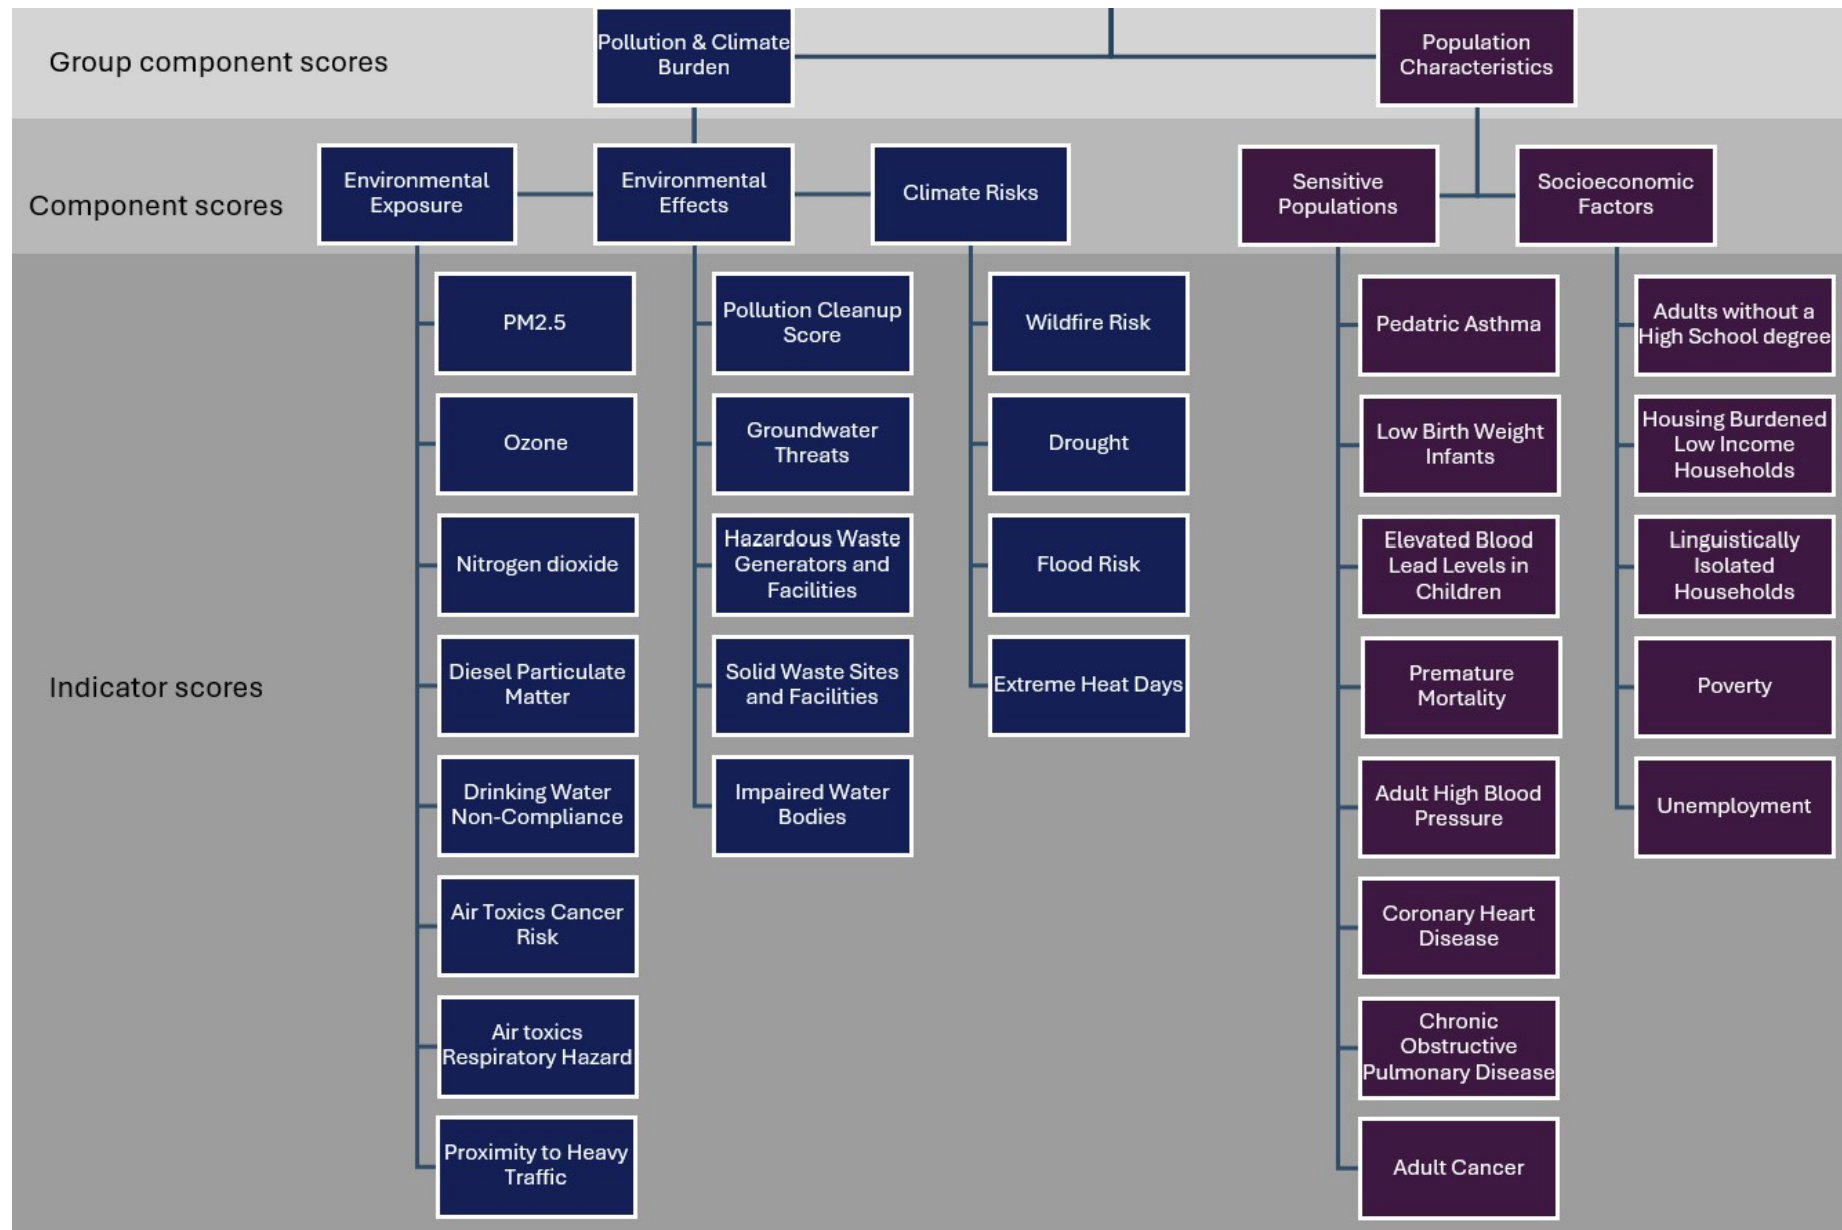 Group component scores
Pollution & Climate
Burden
Population
Characteristics
Component scores
Environmental
Exposure
Environmental
Effects
Climate Risks
Sensitive
Populations
Socioeconomic
Factors
Indicator scores
PM2.5
Ozone
Nitrogen dioxide
Diesel Particulate
Matter
Drinking Water
Non-Compliance
Air Toxics Cancer
Risk
Air toxics
Respiratory Hazard
Proximity to Heavy
Traffic
Pollution Cleanup
Score
Groundwater
Threats
Hazardous Waste
Generators and
Facilities
Solid Waste Sites
and Facilities
Impaired Water
Bodies
Wildfire Risk
Drought
Flood Risk
Extreme Heat Days
Pedatric Asthma
Low Birth Weight
Infants
Elevated Blood
Lead Levels in
Children
Premature
Mortality
Adult High Blood
Pressure
Coronary Heart
Disease
Chronic
Obstructive
Pulmonary Disease
Adult Cancer
Adults without a
High School degree
Housing Burdened
Low Income
Households
Linguistically
Isolated
Households
Poverty
Unemployment